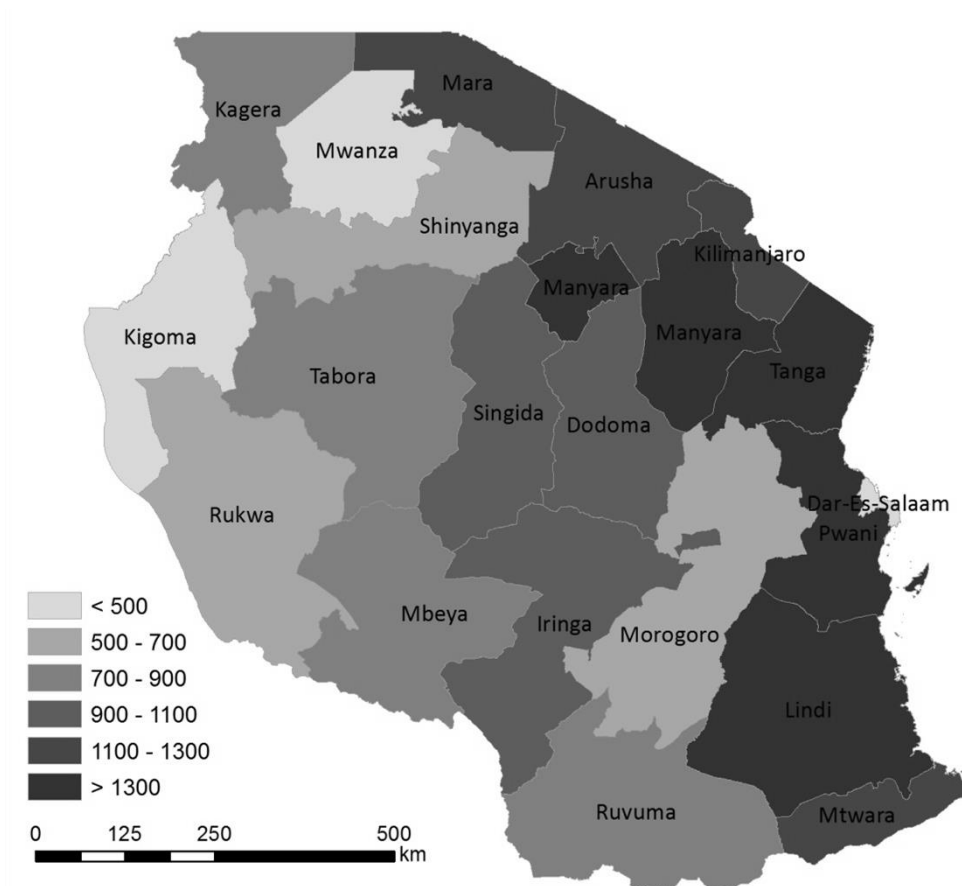 Mara
Kagera
Mwanza
Arusha
Shinyanga
Kilimanjaro
Manyara
Kigoma
Manyara
Tabora
Tanga
Singida
Dodoma
Dar-Es-Salaam
Rukwa
Pwani
< 500
500 - 700
Mbeya
Iringa
Morogoro
700 - 900
900 - 1100
Lindi
1100 - 1300
> 1300
Ruvuma
Mtwara
0 125 250 500
km